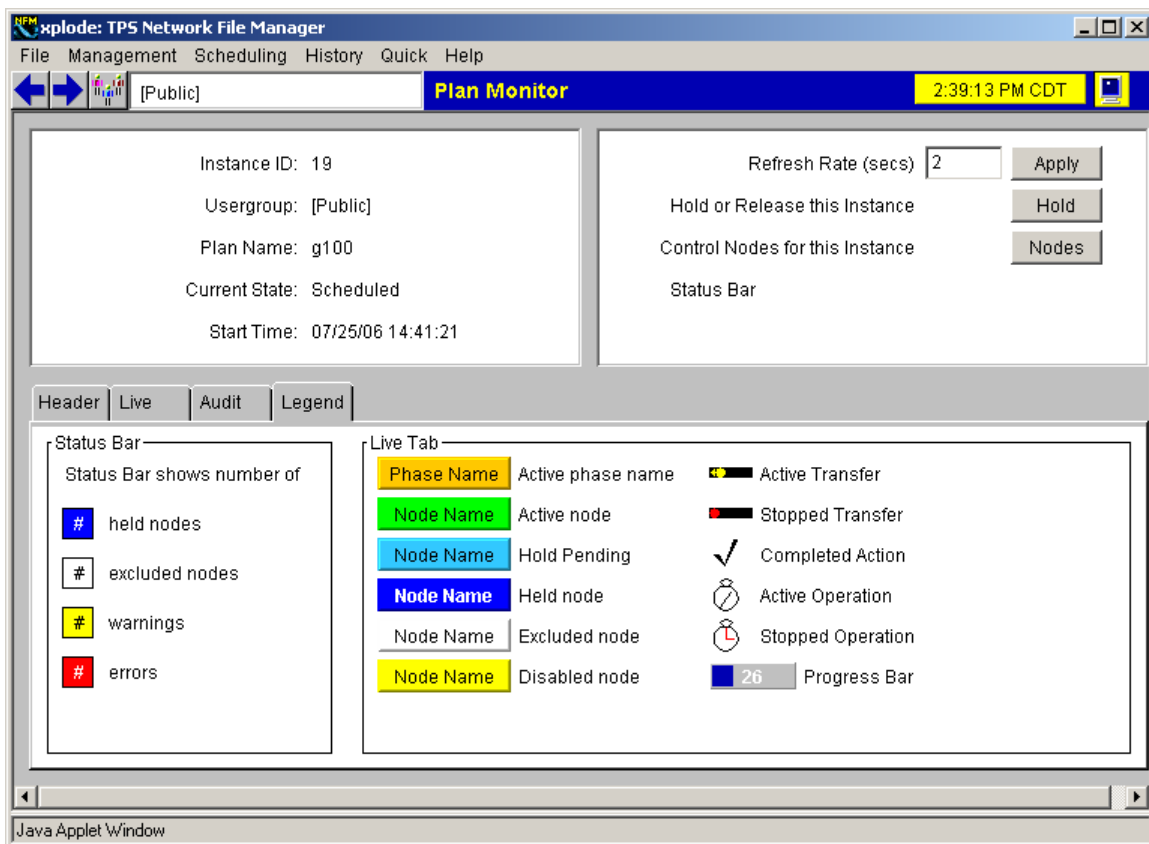 NFM xplode: TPS Network File Manager
File Management Scheduling History Quick Help
[Public] Plan Monitor 2:39:13 PM CDT
Instance ID: 19
Usergroup: [Public]
Plan Name: g100
Current State: Scheduled
Start Time: 07/25/06 14:41:21
Refresh Rate (secs) 2 Apply
Hold or Release this Instance Hold
Control Nodes for this Instance Nodes
Status Bar
Header Live Audit Legend
Status Bar
Status Bar shows number of
# held nodes
# excluded nodes
# warnings
# errors
Live Tab
Phase Name Active phase name Active Transfer
Node Name Active node Stopped Transfer
Node Name Hold Pending Completed Action
Node Name Held node Active Operation
Node Name Excluded node Stopped Operation
Node Name Disabled node 26 Progress Bar
Java Applet Window